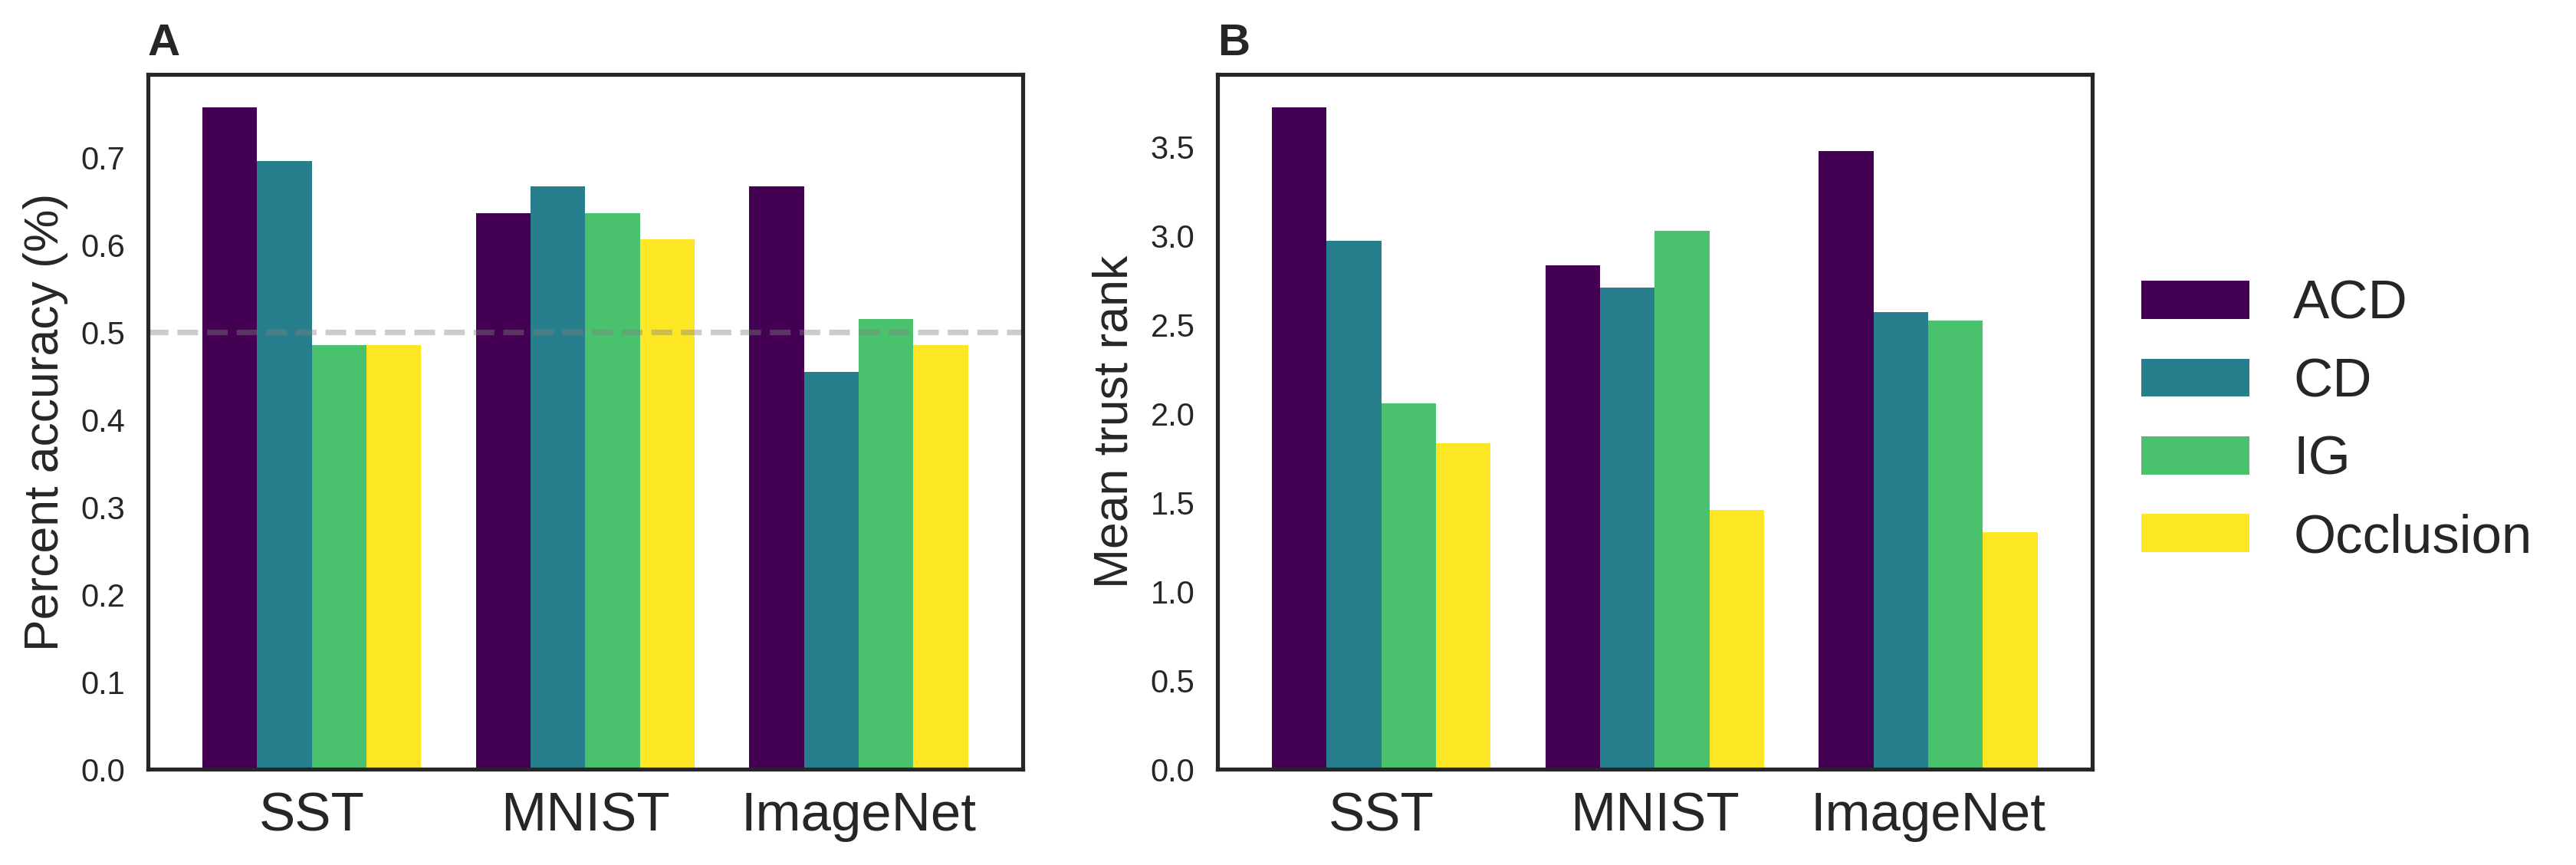 A
Percent accuracy (%)
0.7
0.6
0.5
0.4
0.3
0.2
0.1
0.0
SST MNIST ImageNet
B
Mean trust rank
3.5
3.0
2.5
2.0
1.5
1.0
0.5
0.0
SST MNIST ImageNet
ACD
CD
IG
Occlusion